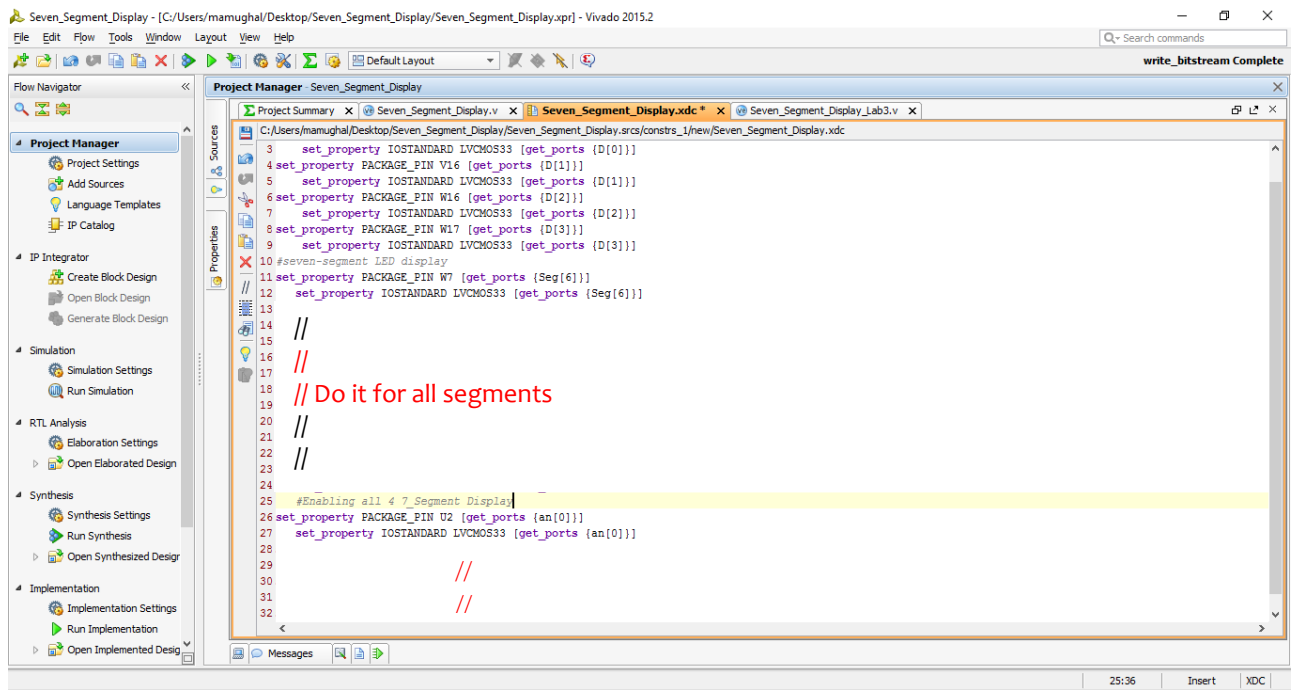 Seven_Segment_Display - [C:/Users/mamughal/Desktop/Seven_Segment_Display/Seven_Segment_Display.xpr] - Vivado 2015.2
File Edit Flow Tools Window Layout View Help
Search commands
Default Layout
write_bitstream Complete
Flow Navigator
Project Manager
Project Settings
Add Sources
Language Templates
IP Catalog
IP Integrator
Create Block Design
Open Block Design
Generate Block Design
Simulation
Simulation Settings
Run Simulation
RTL Analysis
Elaboration Settings
Open Elaborated Design
Synthesis
Synthesis Settings
Run Synthesis
Open Synthesized Desigr
Implementation
Implementation Settings
Run Implementation
Open Implemented Desig
Project Manager - Seven_Segment_Display
Sources
Properties
Project Summary Seven_Segment_Display.v Seven_Segment_Display.xdc * Seven_Segment_Display_Lab3.v
C:/Users/mamughal/Desktop/Seven_Segment_Display/Seven_Segment_Display.srcs/constrs_1/new/Seven_Segment_Display.xdc
3 set_property IOSTANDARD LVCMOS33 [get_ports {D[0]}]
4 set_property PACKAGE_PIN V16 [get_ports {D[1]}]
5 set_property IOSTANDARD LVCMOS33 [get_ports {D[1]}]
6 set_property PACKAGE_PIN W16 [get_ports {D[2]}]
7 set_property IOSTANDARD LVCMOS33 [get_ports {D[2]}]
8 set_property PACKAGE_PIN W17 [get_ports {D[3]}]
9 set_property IOSTANDARD LVCMOS33 [get_ports {D[3]}]
10 #seven-segment LED display
11 set_property PACKAGE_PIN W7 [get_ports {Seg[6]}]
12 set_property IOSTANDARD LVCMOS33 [get_ports {Seg[6]}]
13
14 //
15
16 //
17
18 // Do it for all segments
19
20 //
21
22 //
23
24
25 #Enabling all 4 7_Segment Display
26 set_property PACKAGE_PIN U2 [get_ports {an[0]}]
27 set_property IOSTANDARD LVCMOS33 [get_ports {an[0]}]
28
29 //
30
31 //
32
Messages
25:36 Insert XDC